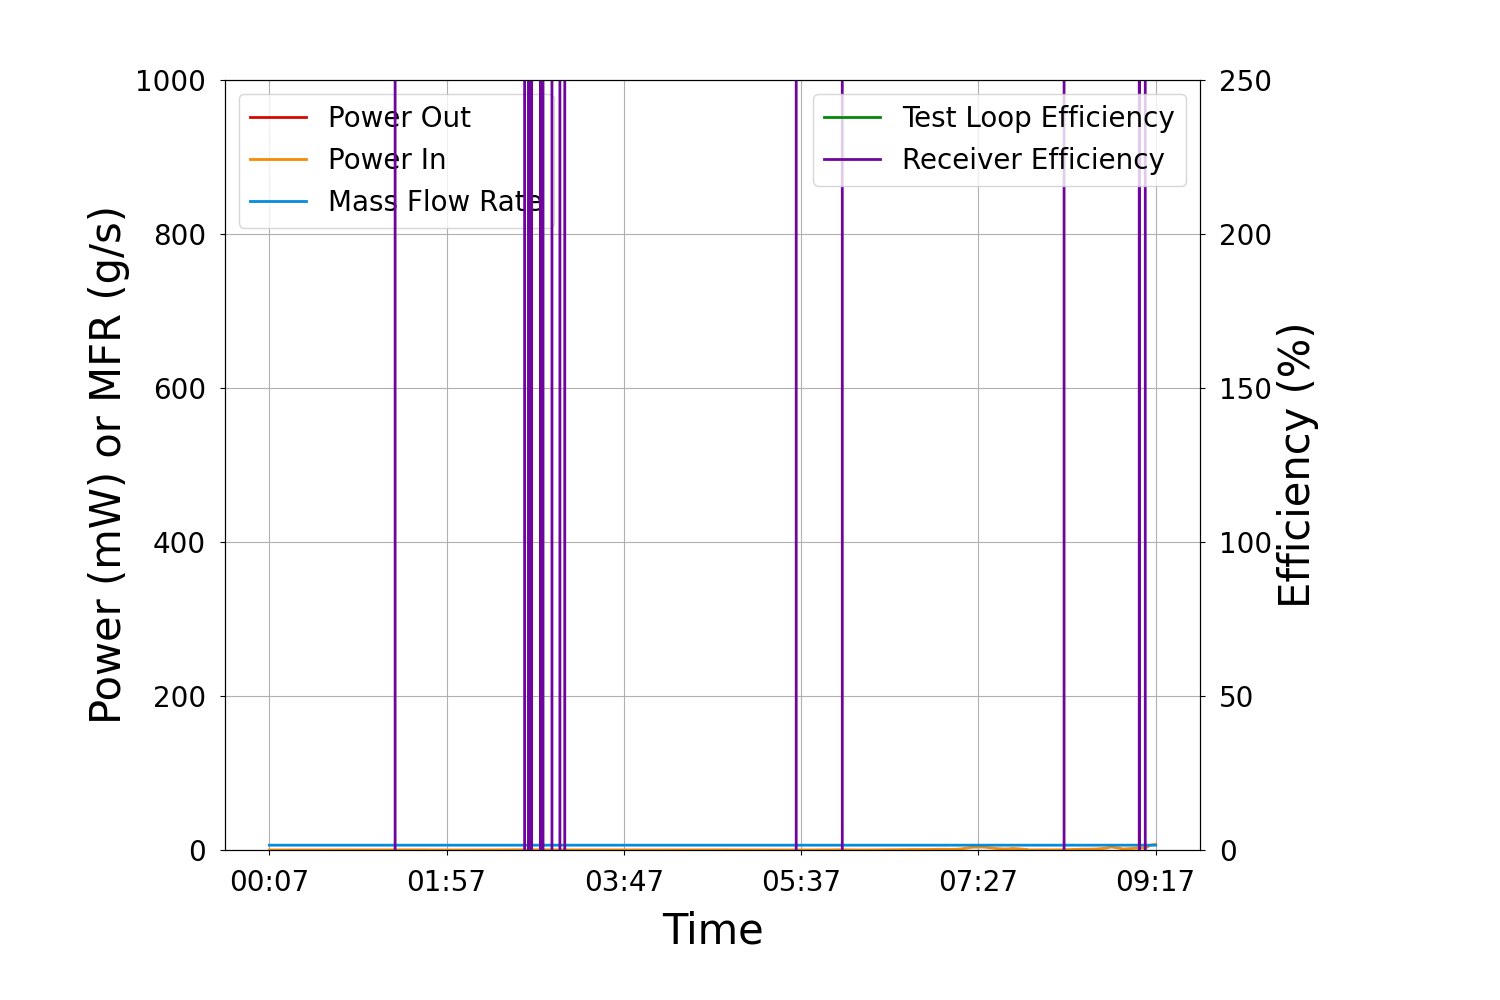 Power Out
Power In
Mass Flow Rate
Test Loop Efficiency
Receiver Efficiency
1000
800
600
400
200
0
Power (mW) or MFR (g/s)
250
200
150
100
50
0
Efficiency (%)
00:07 01:57 03:47 05:37 07:27 09:17
Time